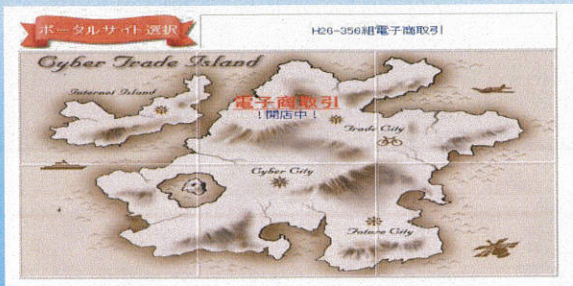 ポータルサイト選択
H26-356組電子商取引
Cyber Trade Island
Internet Island
電子商取引
！開店中！
Trade City
Cyber City
Future City